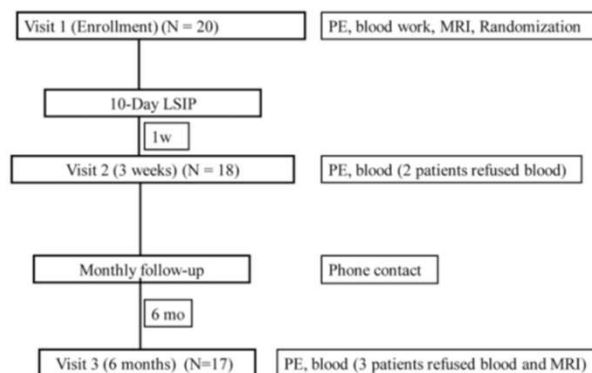 Visit 1 (Enrollment) (N = 20)
PE, blood work, MRI, Randomization
10-Day LSIP
1w
Visit 2 (3 weeks) (N = 18)
PE, blood (2 patients refused blood)
Monthly follow-up
Phone contact
6 mo
Visit 3 (6 months) (N=17)
PE, blood (3 patients refused blood and MRI)